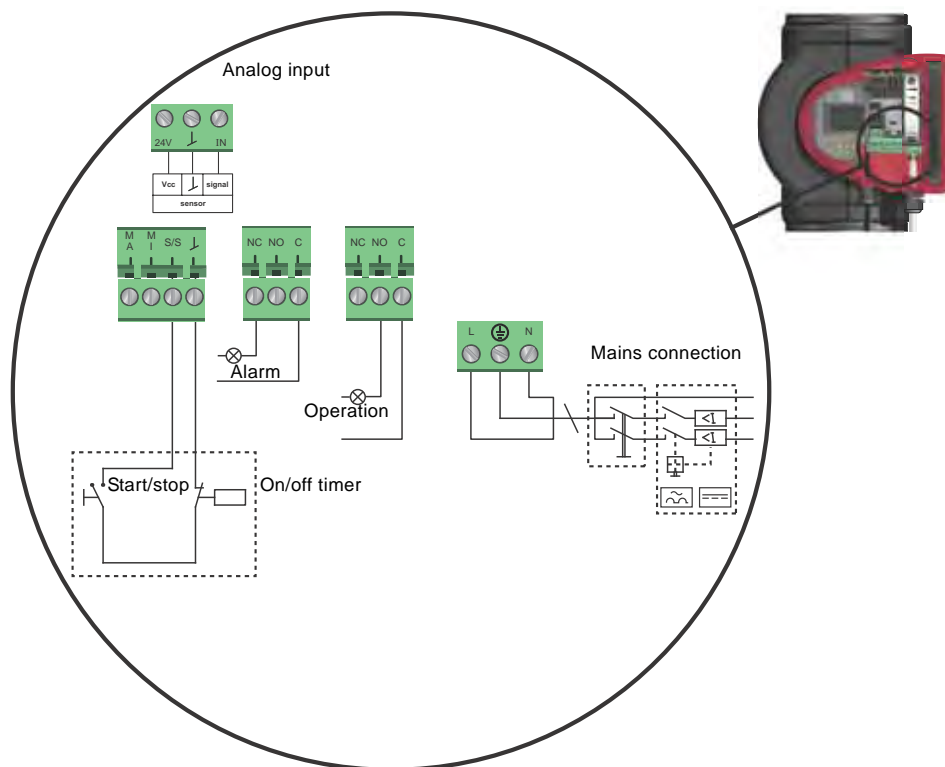 Analog input
24V IN
Vcc signal
sensor
M A M I S/S
NC NO C
NC NO C
L N
Mains connection
Alarm
Operation
Start/stop
On/off timer
<I
<I